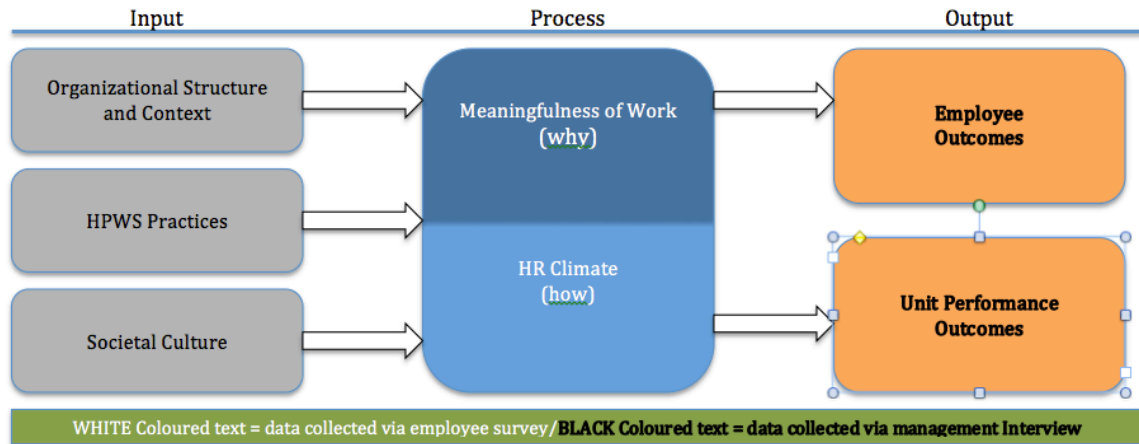 Input
Process
Output
Organizational Structure
and Context
HPWS Practices
Societal Culture
Meaningfulness of Work
(why)
HR Climate
(how)
Employee
Outcomes
Unit Performance
Outcomes
WHITE Coloured text = data collected via employee survey/BLACK Coloured text = data collected via management Interview